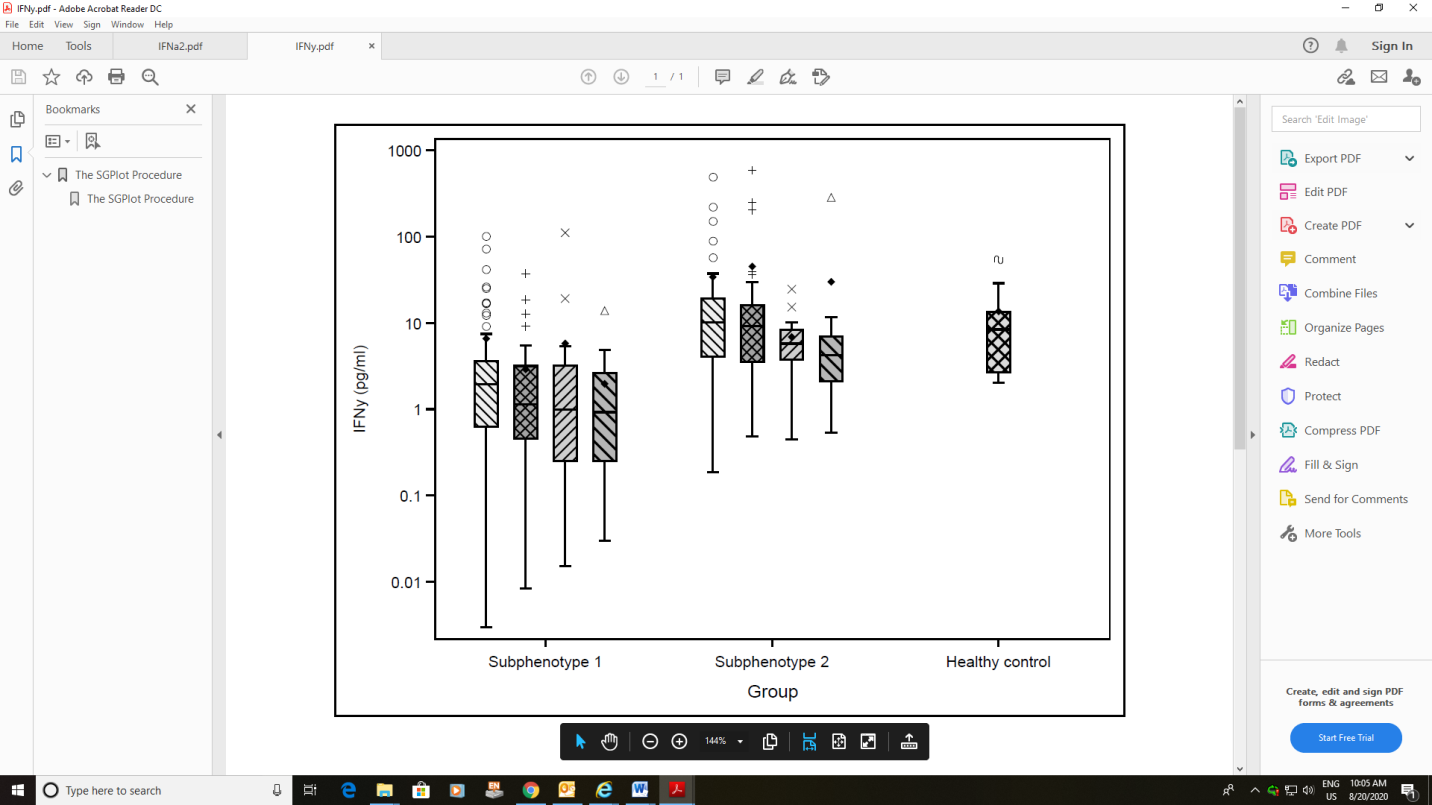 IFNy.pdf - Adobe Acrobat Reader DC
File Edit View Sign Window Help
Home Tools IFNa2.pdf IFNy.pdf × Sign In
1 / 1
Bookmarks
The SGPlot Procedure
The SGPlot Procedure
1000
100
10
1
0.1
0.01
IFNy (pg/ml)
Subphenotype 1 Subphenotype 2 Healthy control
Group
144%
Search 'Edit Image'
Export PDF
Edit PDF
Create PDF
Comment
Combine Files
Organize Pages
Redact
Protect
Compress PDF
Fill & Sign
Send for Comments
More Tools
Create, edit and sign PDF
forms & agreements
Start Free Trial
Type here to search
EN
ENG
US
10:05 AM
8/20/2020
1